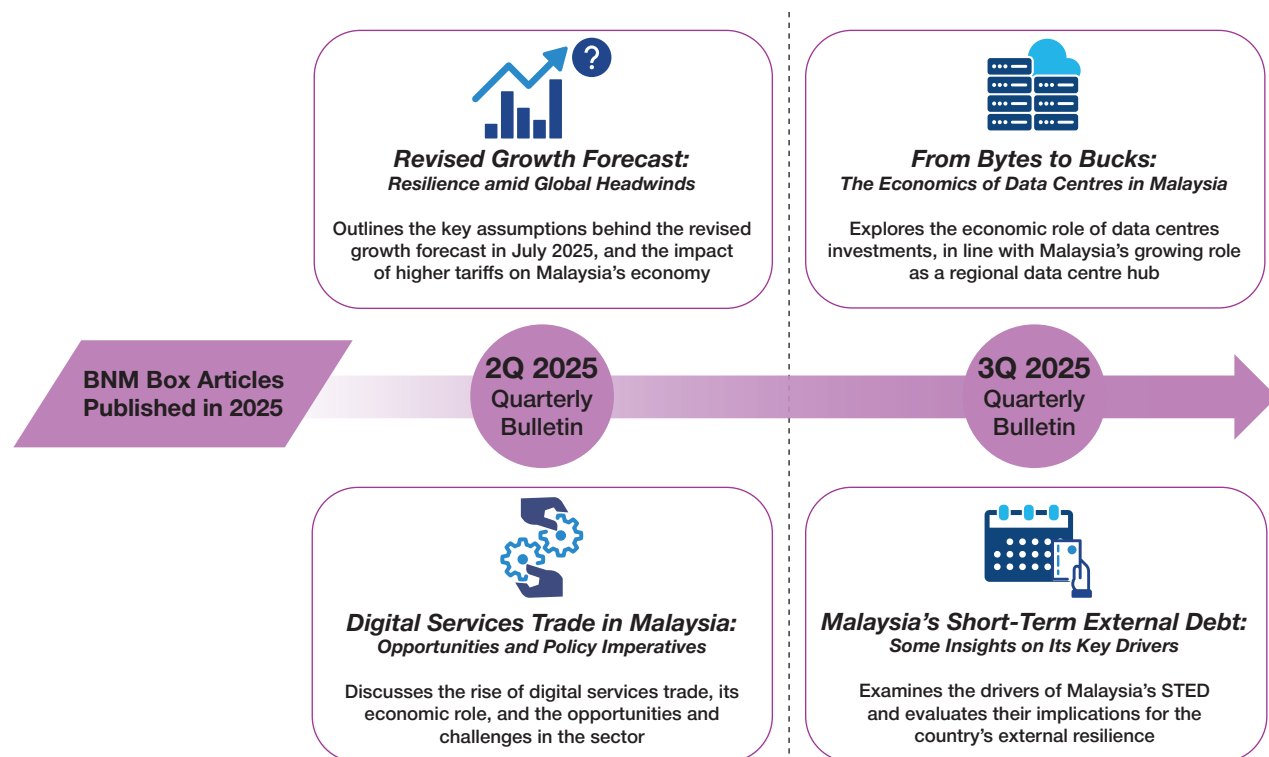 ?
Revised Growth Forecast:
Resilience amid Global Headwinds
Outlines the key assumptions behind the revised
growth forecast in July 2025, and the impact
of higher tariffs on Malaysia’s economy
From Bytes to Bucks:
The Economics of Data Centres in Malaysia
Explores the economic role of data centres
investments, in line with Malaysia’s growing role
as a regional data centre hub
BNM Box Articles
Published in 2025
2Q 2025
Quarterly
Bulletin
3Q 2025
Quarterly
Bulletin
Digital Services Trade in Malaysia:
Opportunities and Policy Imperatives
Discusses the rise of digital services trade, its
economic role, and the opportunities and
challenges in the sector
Malaysia’s Short-Term External Debt:
Some Insights on Its Key Drivers
Examines the drivers of Malaysia’s STED
and evaluates their implications for the
country’s external resilience